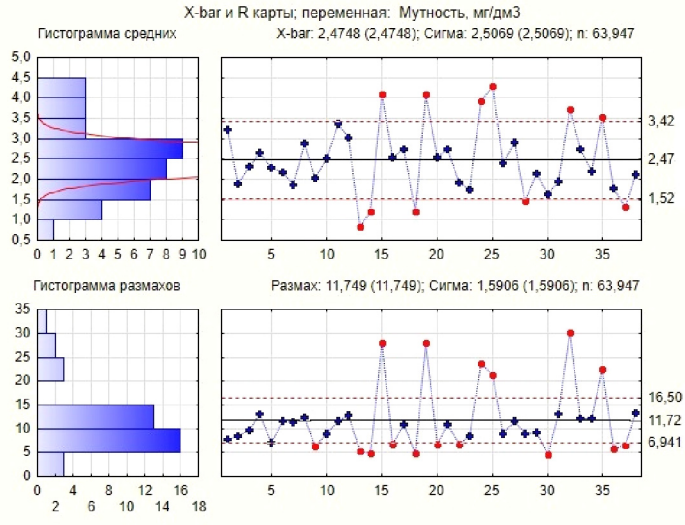 X-bar и R карты; переменная: Мутность, мг/дм3
Гистограмма средних
X-bar: 2,4748 (2,4748); Сигма: 2,5069 (2,5069); n: 63,947
5,0
4,5
4,0
3,5
3,0
2,5
2,0
1,5
1,0
0,5
0 1 2 3 4 5 6 7 8 9 10
3,42
2,47
1,52
5 10 15 20 25 30 35
Гистограмма размахов
Размах: 11,749 (11,749); Сигма: 1,5906 (1,5906); n: 63,947
35
30
25
20
15
10
5
0
0 4 8 12 16
2 6 10 14 18
16,50
11,72
6,941
5 10 15 20 25 30 35